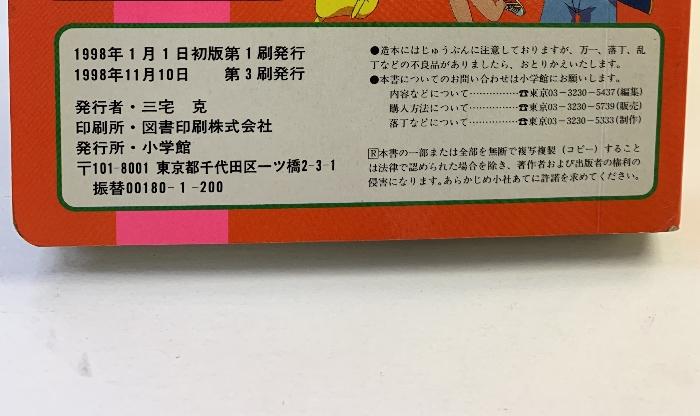 1998年1月1日初版第1刷発行
1998年11月10日 第3刷発行
発行者・三宅 克
印刷所・図書印刷株式会社
発行所・小学館
〒101-8001 東京都千代田区一ツ橋2-3-1
振替00180-1-200
●造本にはじゅうぶんに注意しておりますが、万一、落丁、乱
丁などの不良品がありましたら、おとりかえいたします。
●本書についてのお問い合わせは小学館にお願いします。
内容などについて……………☎東京03-3230-5437(編集)
購入方法について……………☎東京03-3230-5739(販売)
落丁などについて……………☎東京03-3230-5333(制作)
Ⓡ本書の一部または全部を無断で複写複製(コピー)すること
は法律で認められた場合を除き、著作者および出版者の権利の
侵害になります。あらかじめ小社あてに許諾を求めてください。